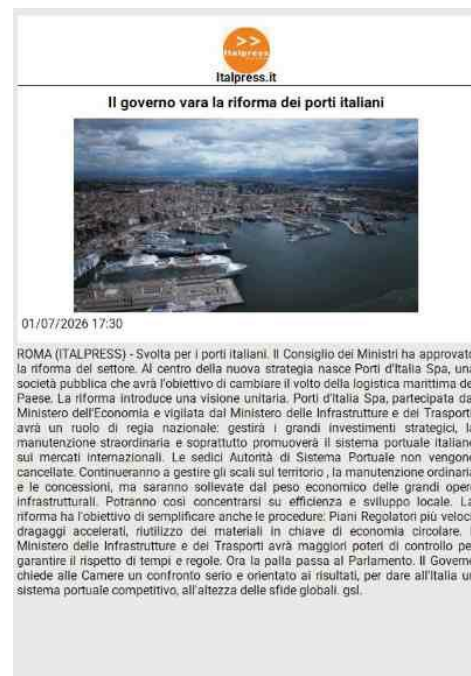 >>
Italpress
Italpress.it
Il governo vara la riforma dei porti italiani
01/07/2026 17:30
ROMA (ITALPRESS) - Svolta per i porti italiani. Il Consiglio dei Ministri ha approvato
la riforma del settore. Al centro della nuova strategia nasce Porti d'Italia Spa, una
società pubblica che avrà l'obiettivo di cambiare il volto della logistica marittima del
Paese. La riforma introduce una visione unitaria. Porti d'Italia Spa, partecipata dal
Ministero dell'Economia e vigilata dal Ministero delle Infrastrutture e dei Trasporti
avrà un ruolo di regia nazionale: gestirà i grandi investimenti strategici, la
manutenzione straordinaria e soprattutto promuoverà il sistema portuale italiano
sui mercati internazionali. Le sedici Autorità di Sistema Portuale non vengono
cancellate. Continueranno a gestire gli scali sul territorio , la manutenzione ordinaria
e le concessioni, ma saranno sollevate dal peso economico delle grandi opere
infrastrutturali. Potranno così concentrarsi su efficienza e sviluppo locale. La
riforma ha l'obiettivo di semplificare anche le procedure: Piani Regolatori più veloci
dragaggi accelerati, riutilizzo dei materiali in chiave di economia circolare.
Ministero delle Infrastrutture e dei Trasporti avrà maggiori poteri di controllo per
garantire il rispetto di tempi e regole. Ora la palla passa al Parlamento. Il Governo
chiede alle Camere un confronto serio e orientato ai risultati, per dare all'Italia un
sistema portuale competitivo, all'altezza delle sfide globali. gsl.